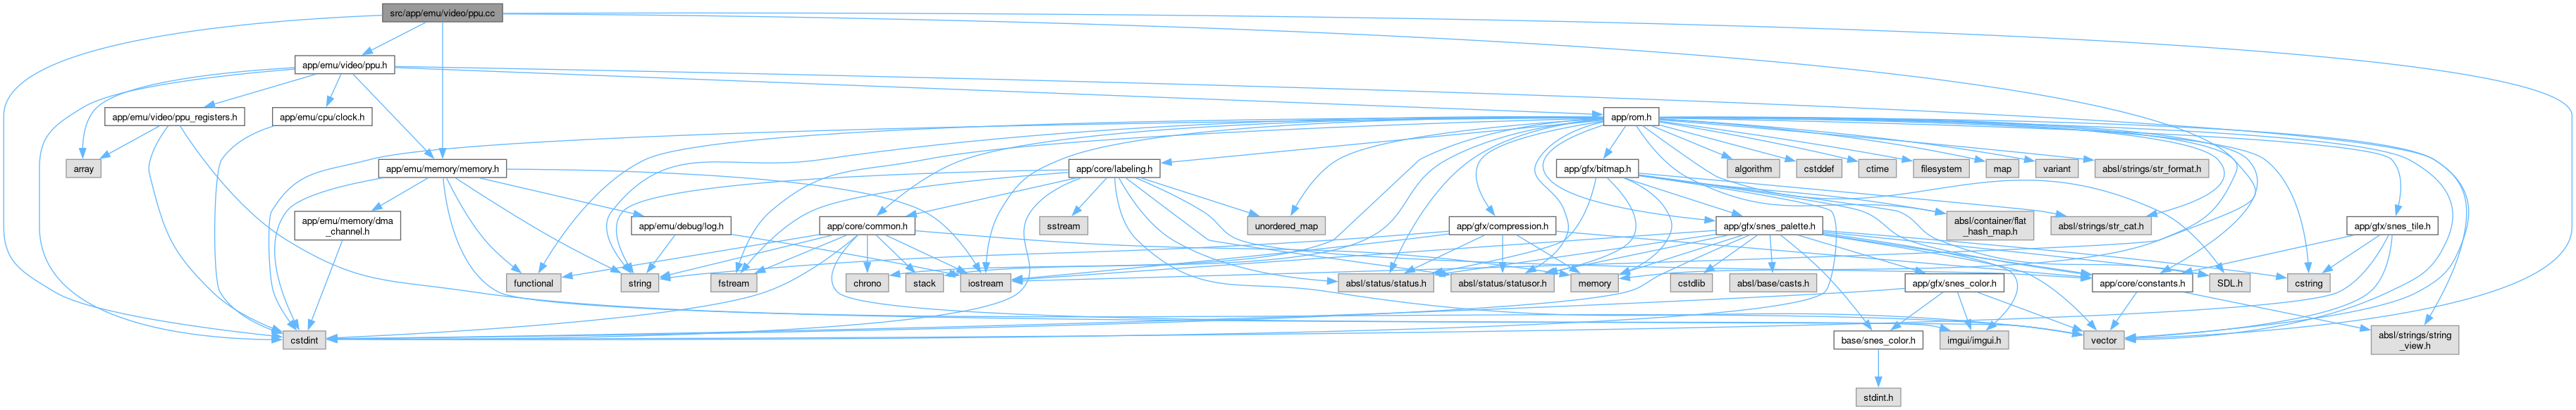 src/app/emu/video/ppu.cc
app/emu/video/ppu.h
app/emu/video/ppu_registers.h
app/emu/cpu/clock.h
app/rom.h
array
app/emu/memory/memory.h
app/core/labeling.h
app/gfx/bitmap.h
algorithm
cstddef
ctime
filesystem
map
variant
absl/strings/str_format.h
app/emu/memory/dma
_channel.h
app/emu/debug/log.h
app/core/common.h
sstream
unordered_map
app/gfx/compression.h
app/gfx/snes_palette.h
absl/container/flat
_hash_map.h
absl/strings/str_cat.h
app/gfx/snes_tile.h
functional
string
fstream
chrono
stack
iostream
absl/status/status.h
absl/status/statusor.h
memory
cstdlib
absl/base/casts.h
app/gfx/snes_color.h
app/core/constants.h
SDL.h
cstring
cstdint
base/snes_color.h
imgui/imgui.h
vector
absl/strings/string
_view.h
stdint.h